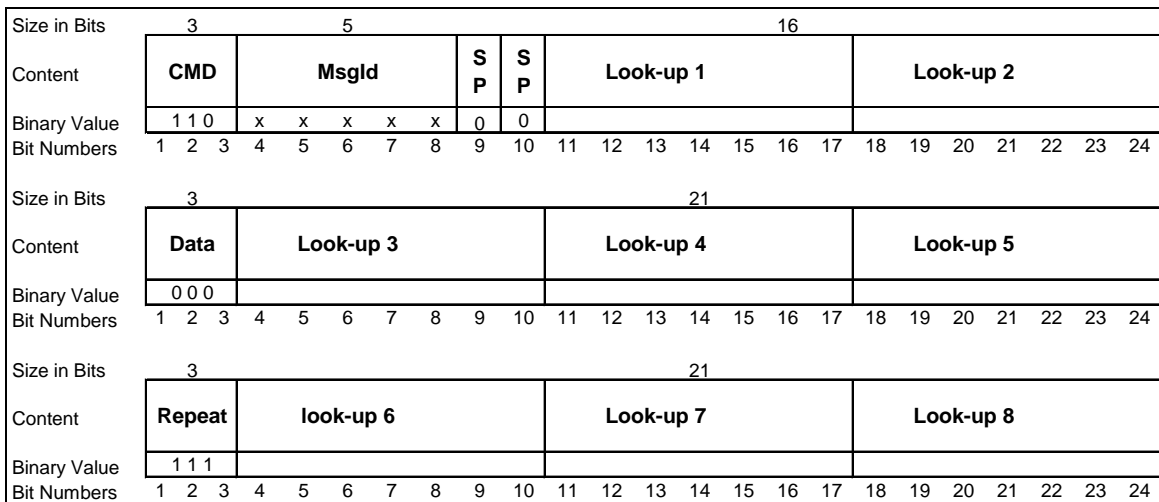 Size in Bits 3 5 16
Content CMD MsgId SP SP Look-up 1 Look-up 2
Binary Value 1 1 0 x x x x x 0 0
Bit Numbers 1 2 3 4 5 6 7 8 9 10 11 12 13 14 15 16 17 18 19 20 21 22 23 24
Size in Bits 3 21
Content Data Look-up 3 Look-up 4 Look-up 5
Binary Value 0 0 0
Bit Numbers 1 2 3 4 5 6 7 8 9 10 11 12 13 14 15 16 17 18 19 20 21 22 23 24
Size in Bits 3 21
Content Repeat look-up 6 Look-up 7 Look-up 8
Binary Value 1 1 1
Bit Numbers 1 2 3 4 5 6 7 8 9 10 11 12 13 14 15 16 17 18 19 20 21 22 23 24